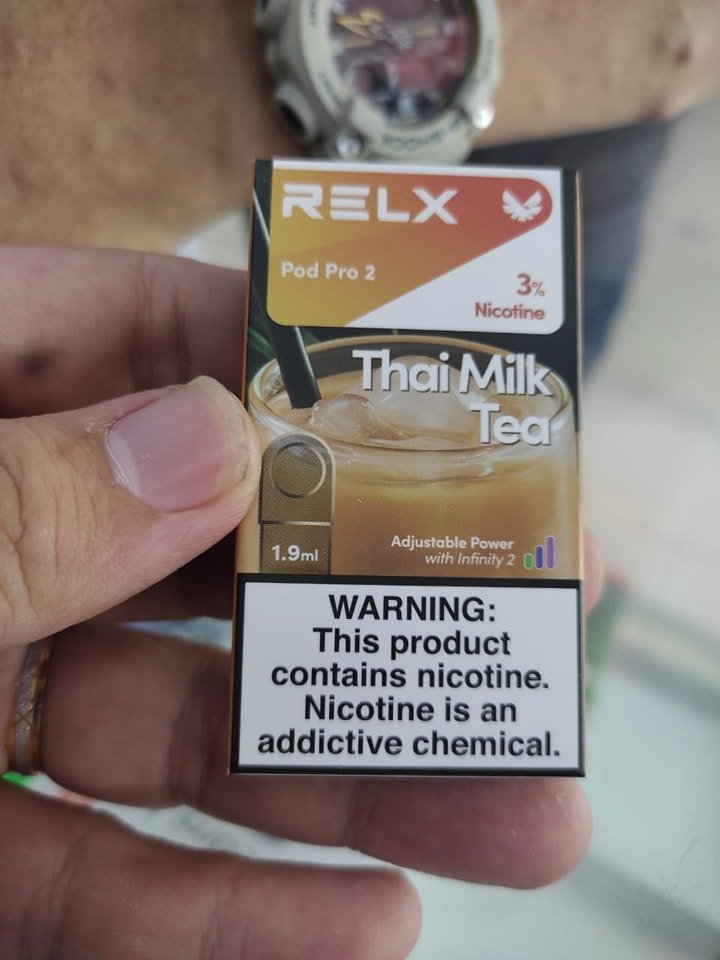 RELX
Pod Pro 2
3%
Nicotine
Thai Milk
Tea
1.9ml
Adjustable Power
with Infinity 2
WARNING:
This product
contains nicotine.
Nicotine is an
addictive chemical.